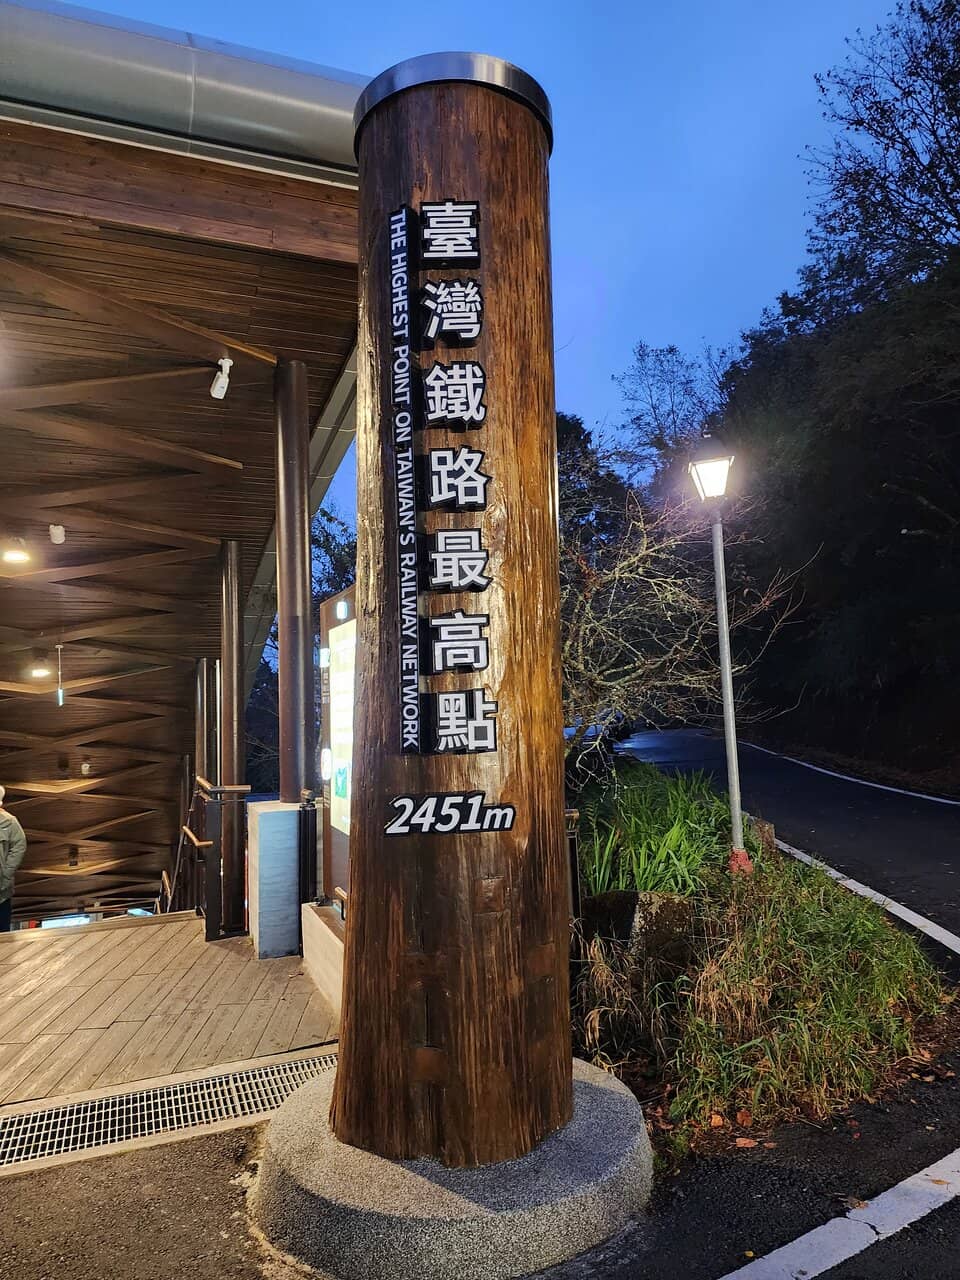 臺灣鐵路最高點
THE HIGHEST POINT ON TAIWAN'S RAILWAY NETWORK
2451m